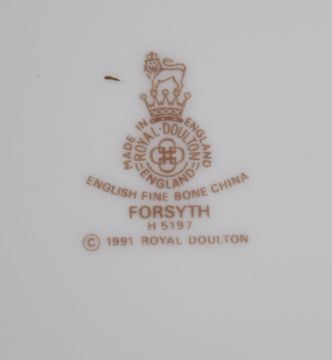 MADE IN ENGLAND
ROYAL·DOULTON
ENGLAND
ENGLISH FINE BONE CHINA
FORSYTH
H 5197
© 1991 ROYAL DOULTON